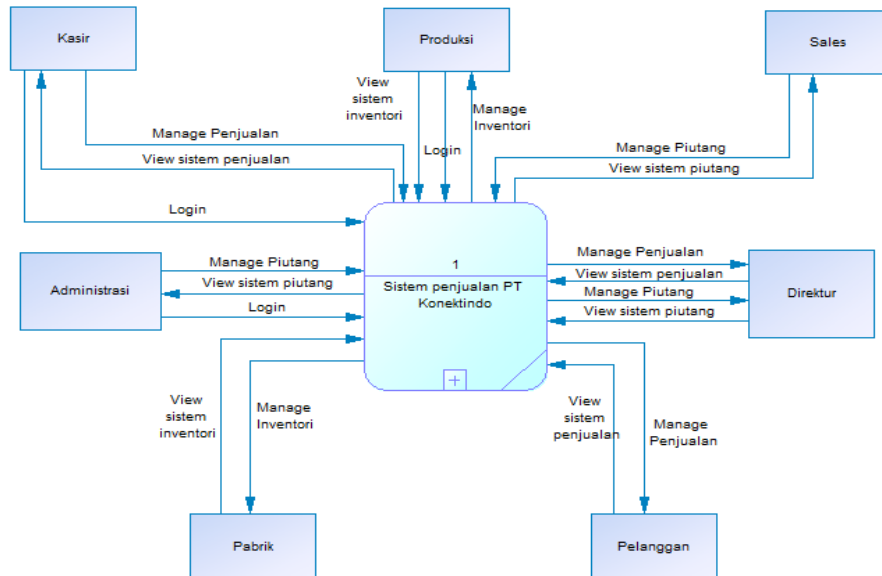 Kasir
Produksi
Sales
View
sistem
inventori
Manage
Inventori
Login
Manage Penjualan
View sistem penjualan
Manage Piutang
View sistem piutang
Login
1
Sistem penjualan PT
Konektindo
Administrasi
Manage Piutang
View sistem piutang
Login
Manage Penjualan
View sistem penjualan
Manage Piutang
View sistem piutang
Direktur
View
sistem
inventori
Manage
Inventori
View
sistem
penjualan
Manage
Penjualan
Pabrik
Pelanggan